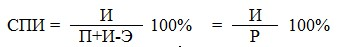 СПИ = И / П+И-Э 100% = И / Р 100%